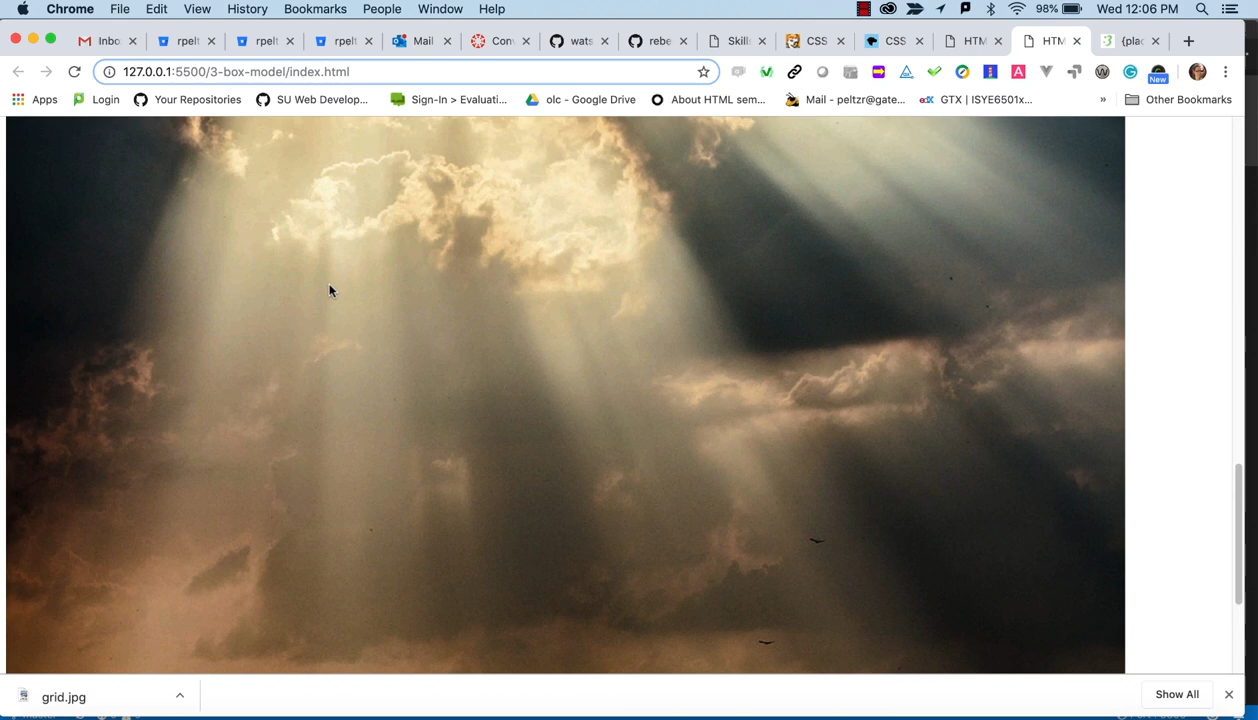 Chrome File Edit View History Bookmarks People Window Help 98% Wed 12:06 PM
Inbo rpelt rpelt rpelt Mail Con wats rebe Skill CSS CSS HTM HTM {plac
127.0.0.1:5500/3-box-model/index.html New
Apps Login Your Repositories SU Web Develop... Sign-In > Evaluati... olc - Google Drive About HTML sem... Mail - peltzr@gate... edX GTX | ISYE6501x... » Other Bookmarks
grid.jpg Show All